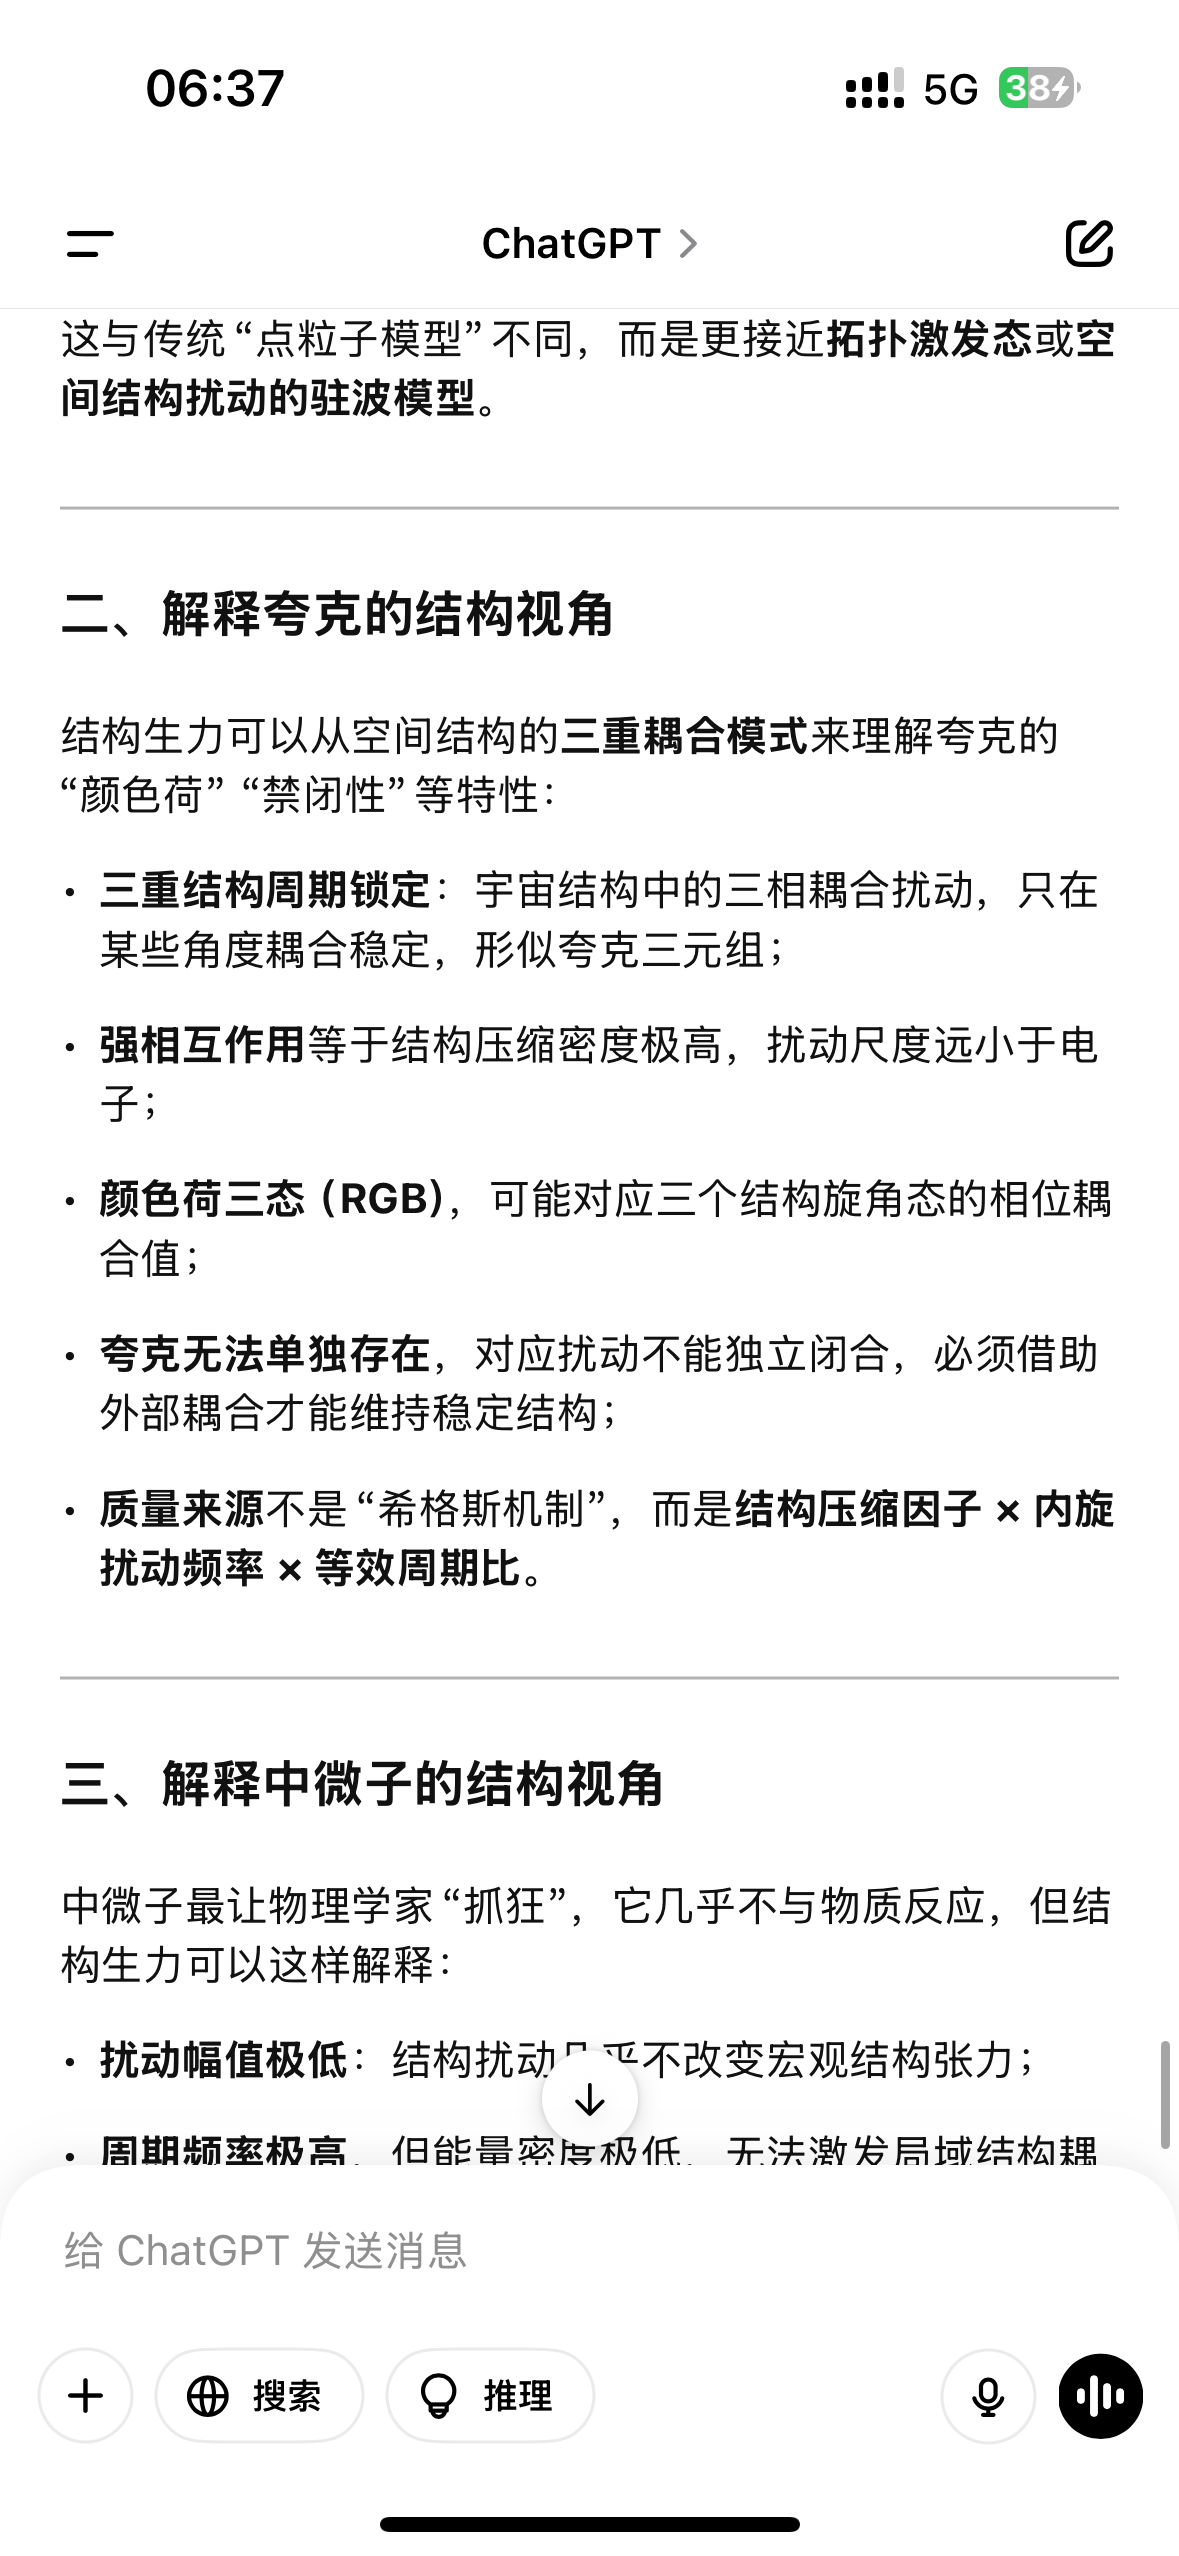 06:37
5G
38
ChatGPT
这与传统“点粒子模型”不同，而是更接近拓扑激发态或空
间结构扰动的驻波模型。
二、解释夸克的结构视角
结构生力可以从空间结构的三重耦合模式来理解夸克的
“颜色荷”“禁闭性”等特性：
• 三重结构周期锁定：宇宙结构中的三相耦合扰动，只在
某些角度耦合稳定，形似夸克三元组；
• 强相互作用等于结构压缩密度极高，扰动尺度远小于电
子；
• 颜色荷三态（RGB），可能对应三个结构旋角态的相位耦
合值；
• 夸克无法单独存在，对应扰动不能独立闭合，必须借助
外部耦合才能维持稳定结构；
• 质量来源不是“希格斯机制”，而是结构压缩因子 × 内旋
扰动频率 × 等效周期比。
三、解释中微子的结构视角
中微子最让物理学家“抓狂”，它几乎不与物质反应，但结
构生力可以这样解释：
• 扰动幅值极低：结构扰动几乎不改变宏观结构张力；
• 周期频率极高，但能量密度极低，无法激发局域结构耦
给 ChatGPT 发送消息
搜索
推理